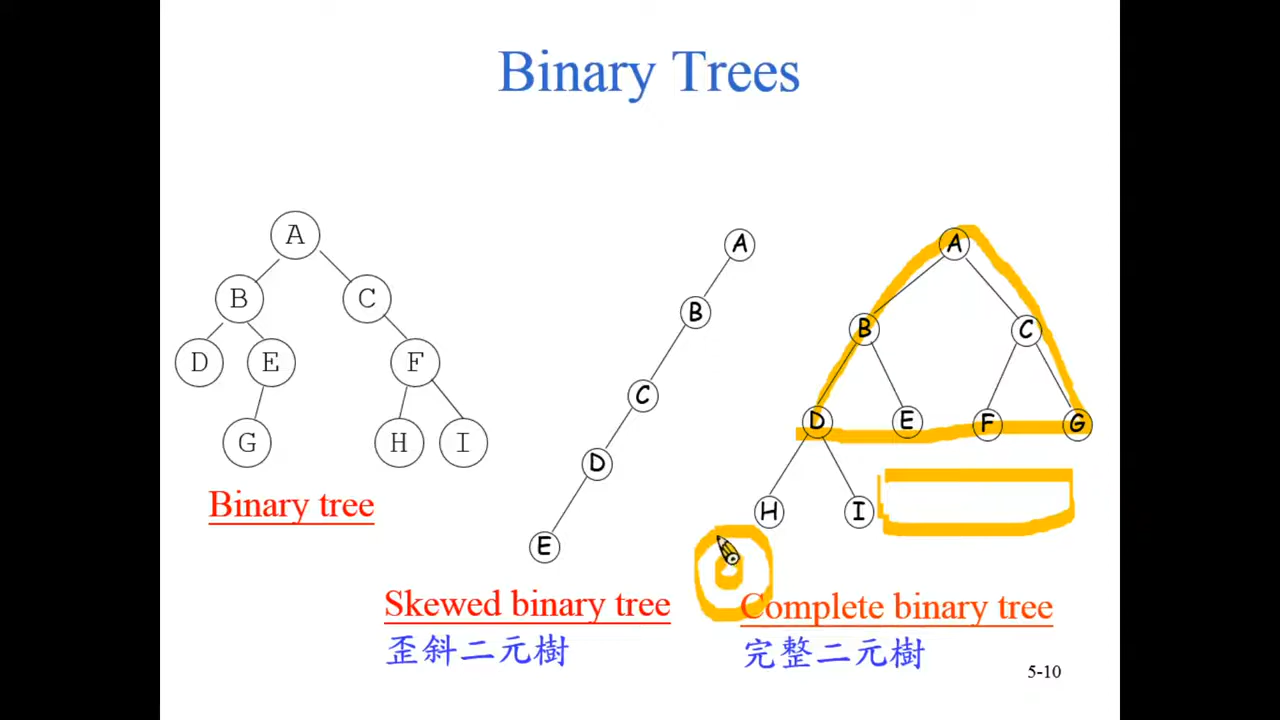 Binary Trees
A
B C
D E F
G H I
Binary tree
A
B
C
D
E
Skewed binary tree
歪斜二元樹
A
B C
D E F G
H I
Complete binary tree
完整二元樹
5-10